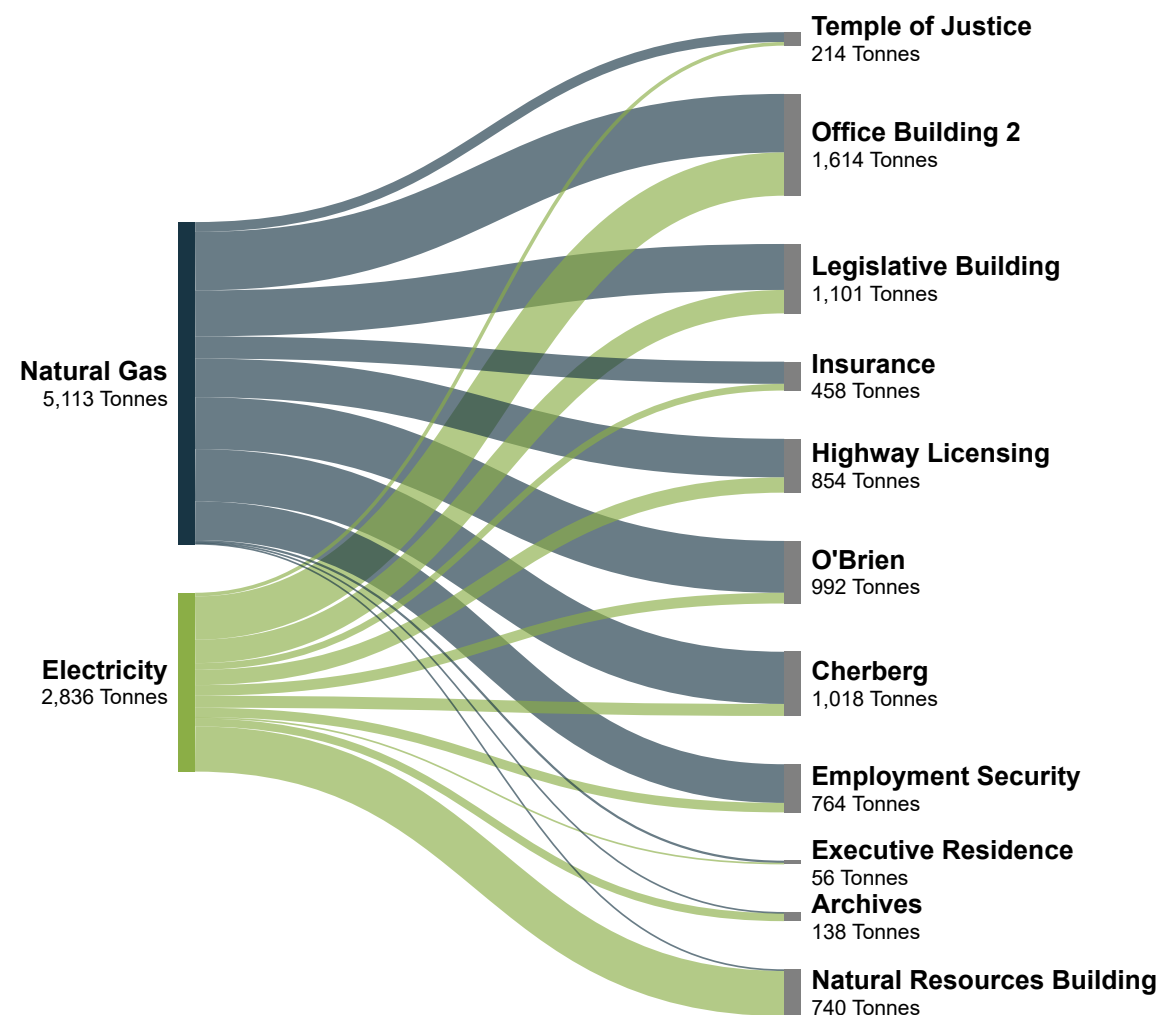 Temple of Justice
214 Tonnes
Office Building 2
1,614 Tonnes
Legislative Building
1,101 Tonnes
Insurance
458 Tonnes
Natural Gas
5,113 Tonnes
Highway Licensing
854 Tonnes
O'Brien
992 Tonnes
Electricity
2,836 Tonnes
Cherberg
1,018 Tonnes
Employment Security
764 Tonnes
Executive Residence
56 Tonnes
Archives
138 Tonnes
Natural Resources Building
740 Tonnes